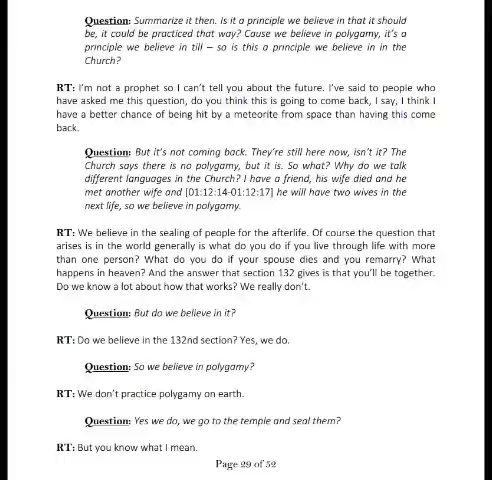 Question: Summarize it then. Is it a principle we believe in that it should
be, it could be practiced that way? Cause we believe in polygamy, it's a
principle we believe in till – so is this a principle we believe in in the
Church?
RT: I'm not a prophet so I can't tell you about the future. I've said to people who
have asked me this question, do you think this is going to come back, I say, I think I
have a better chance of being hit by a meteorite from space than having this come
back.
Question: But it's not coming back. They're still here now, isn't it? The
Church says there is no polygamy, but it is. So what? Why do we talk
different languages in the Church? I have a friend, his wife died and he
met another wife and [01:12:14-01:12:17] he will have two wives in the
next life, so we believe in polygamy.
RT: We believe in the sealing of people for the afterlife. Of course the question that
arises is in the world generally is what do you do if you live through life with more
than one person? What do you do if your spouse dies and you remarry? What
happens in heaven? And the answer that section 132 gives is that you'll be together.
Do we know a lot about how that works? We really don't.
Question: But do we believe in it?
RT: Do we believe in the 132nd section? Yes, we do.
Question: So we believe in polygamy?
RT: We don't practice polygamy on earth.
Question: Yes we do, we go to the temple and seal them?
RT: But you know what I mean.
Page 29 of 52